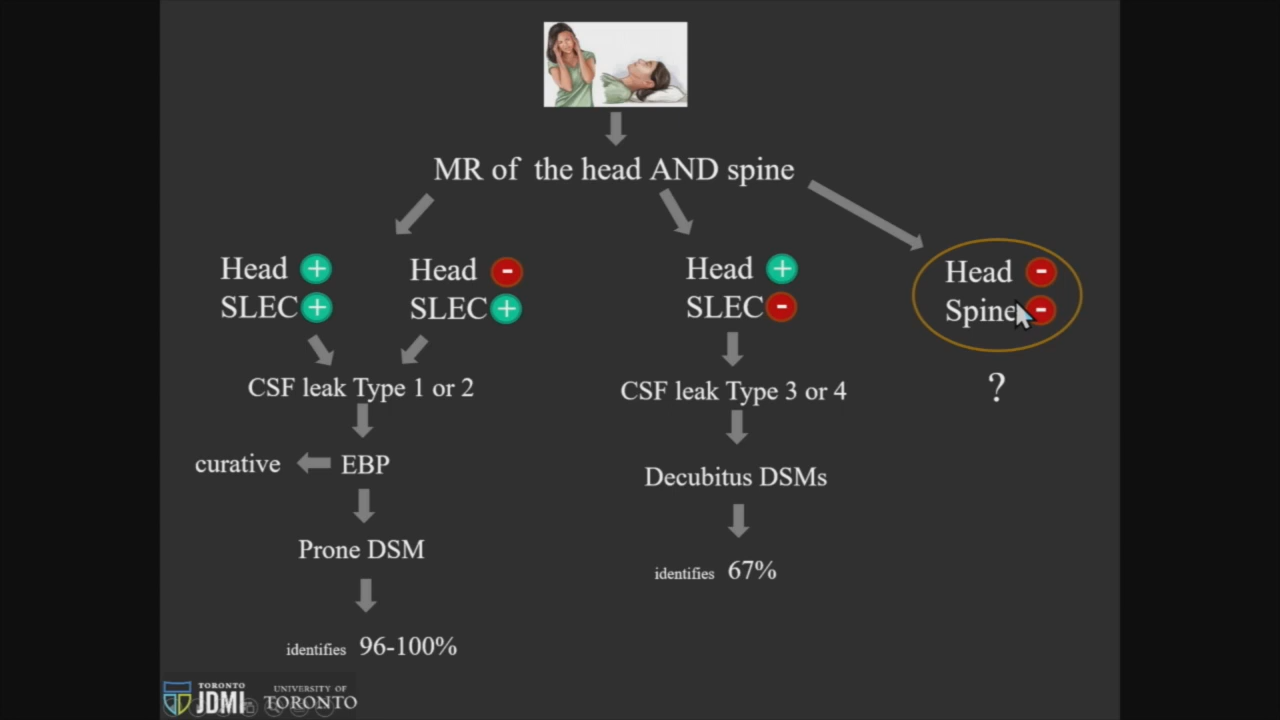 MR of the head AND spine
Head +
SLEC +
Head -
SLEC +
Head +
SLEC -
Head -
Spine -
CSF leak Type 1 or 2
CSF leak Type 3 or 4
?
curative
EBP
Decubitus DSMs
Prone DSM
identifies 67%
identifies 96-100%
TORONTO
JDMI
UNIVERSITY OF
TORONTO